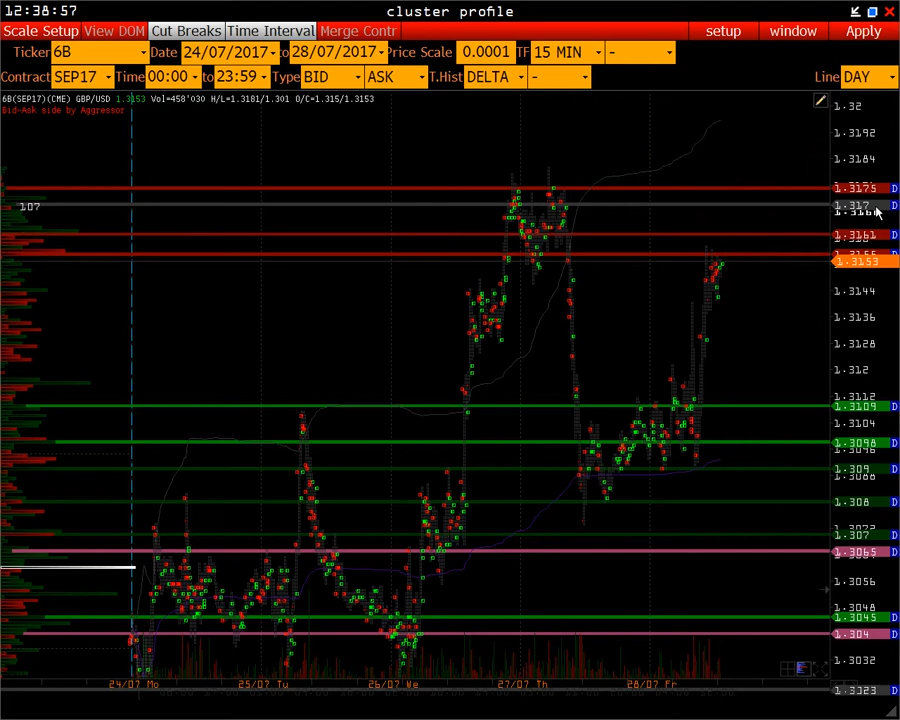 12:38:57 cluster profile
Scale Setup View DOM Cut Breaks Time Interval Merge Contr setup window Apply
Ticker 6B Date 24/07/2017 to 28/07/2017 Price Scale 0.0001 TF 15 MIN -
Contract SEP17 Time 00:00 to 23:59 Type BID ASK T.Hist DELTA - Line DAY
6B(SEP17)(CME) GBP/USD 1.3153 Vol=458'030 H/L=1.3181/1.301 O/C=1.315/1.3153
Bid-Ask side by Aggressor
1.32
1.3192
1.3184
1.3175 D
107 1.317 D
1.3161 D
D
1.3153
1.3144
1.3136
1.3128
1.312
1.3112
1.3109 D
1.3104
1.3098 D
1.3096
1.309 D
1.3088
1.308 D
1.3072
1.307 D
1.3065 D
1.3056
1.3048
1.3045 D
1.304 D
1.3032
24/07 Mo 25/07 Tu 26/07 We 27/07 Th 28/07 Fr
1.3023 D